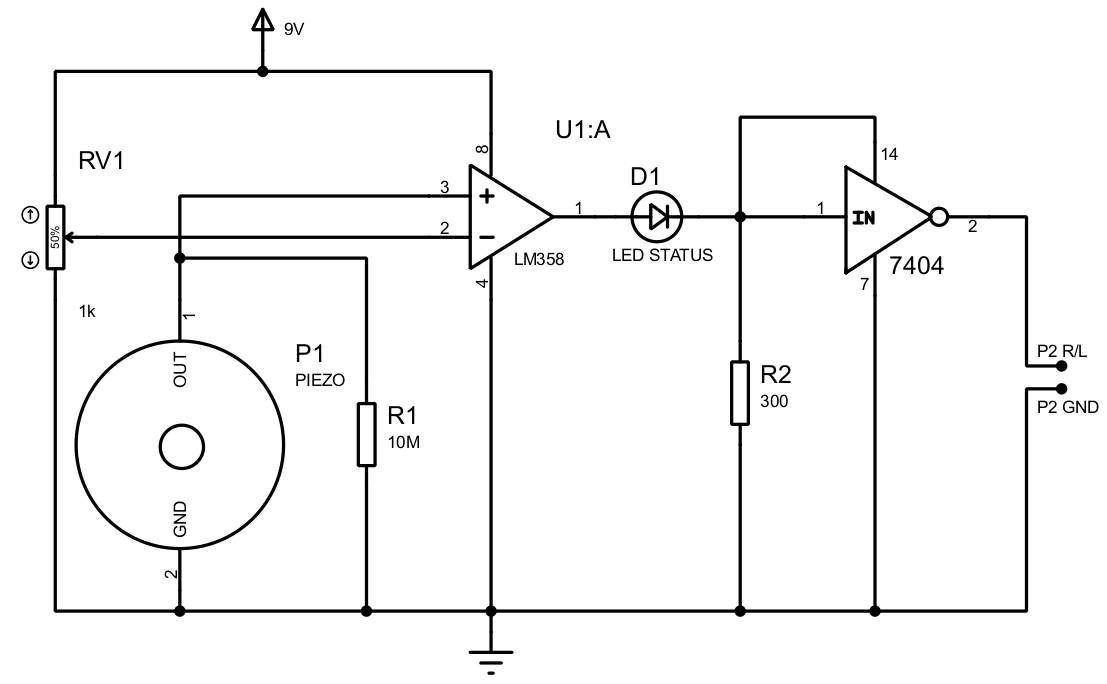 9V
U1:A
RV1
8
14
D1
3
+
50%
2
−
1
1
IN
2
LM358
LED STATUS
7404
4
7
1k
1
OUT
P1
PIEZO
P2 R/L
R2
300
P2 GND
R1
10M
GND
2